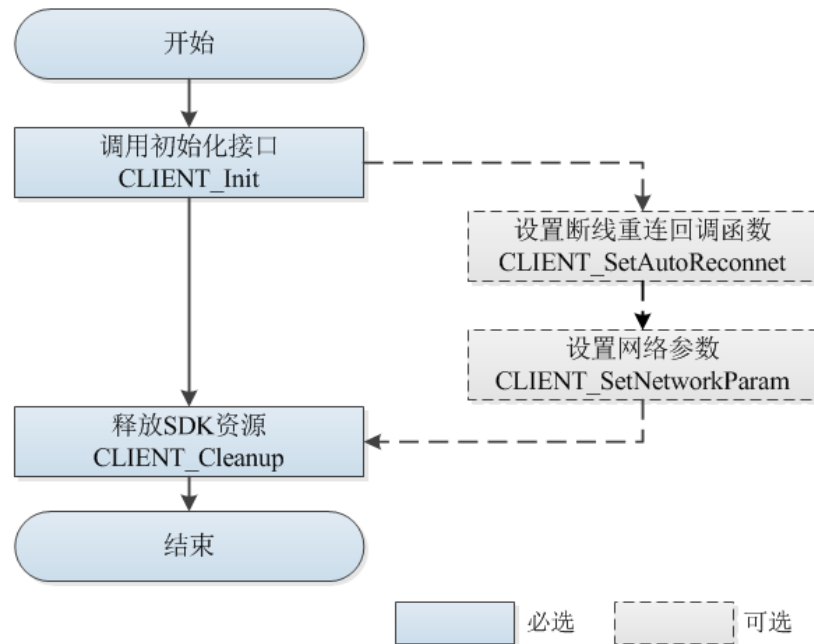 开始
调用初始化接口
CLIENT_Init
设置断线重连回调函数
CLIENT_SetAutoReconnet
设置网络参数
CLIENT_SetNetworkParam
释放SDK资源
CLIENT_Cleanup
结束
必选
可选